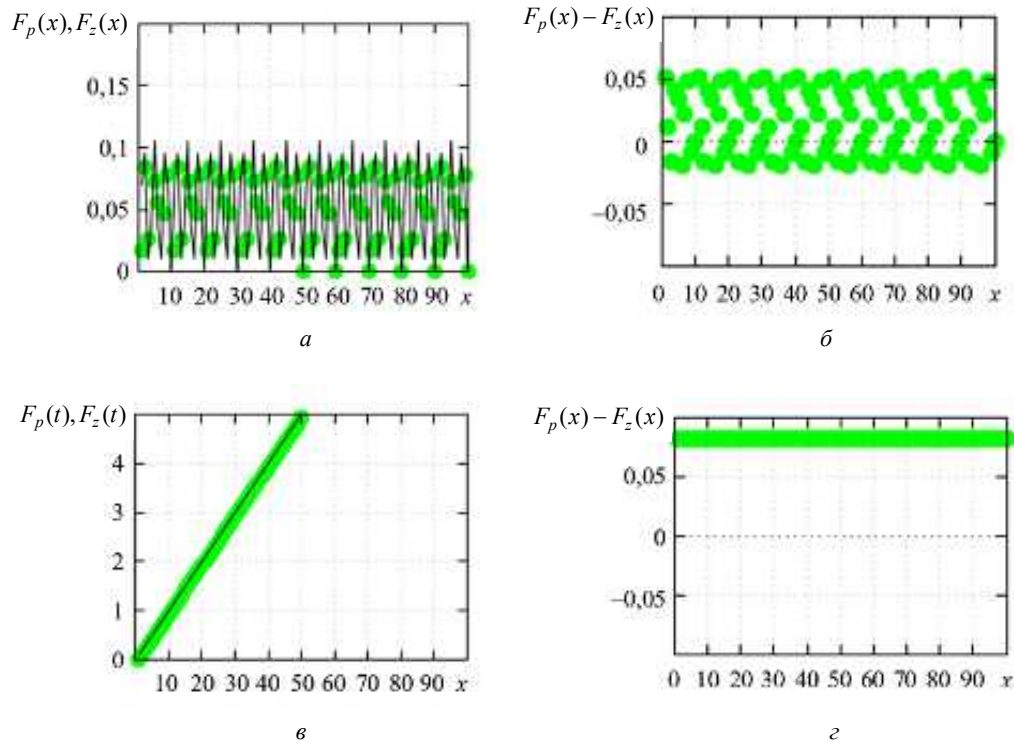 F_p(x), F_z(x)
0,15
0,1
0,05
0
10 20 30 40 50 60 70 80 90 x
а
F_p(x) – F_z(x)
0,05
0
–0,05
0 10 20 30 40 50 60 70 80 90 x
б
F_p(t), F_z(t)
4
3
2
1
0
10 20 30 40 50 60 70 80 90 x
в
F_p(x) – F_z(x)
0,05
0
–0,05
0 10 20 30 40 50 60 70 80 90 x
г